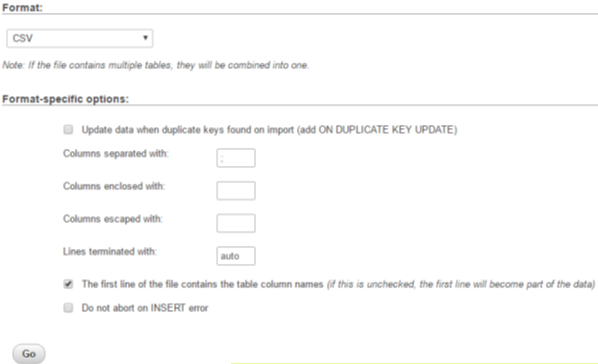 Format:
CSV
Note: If the file contains multiple tables, they will be combined into one.
Format-specific options:
Update data when duplicate keys found on import (add ON DUPLICATE KEY UPDATE)
Columns separated with: ;
Columns enclosed with:
Columns escaped with:
Lines terminated with: auto
The first line of the file contains the table column names (if this is unchecked, the first line will become part of the data)
Do not abort on INSERT error
Go